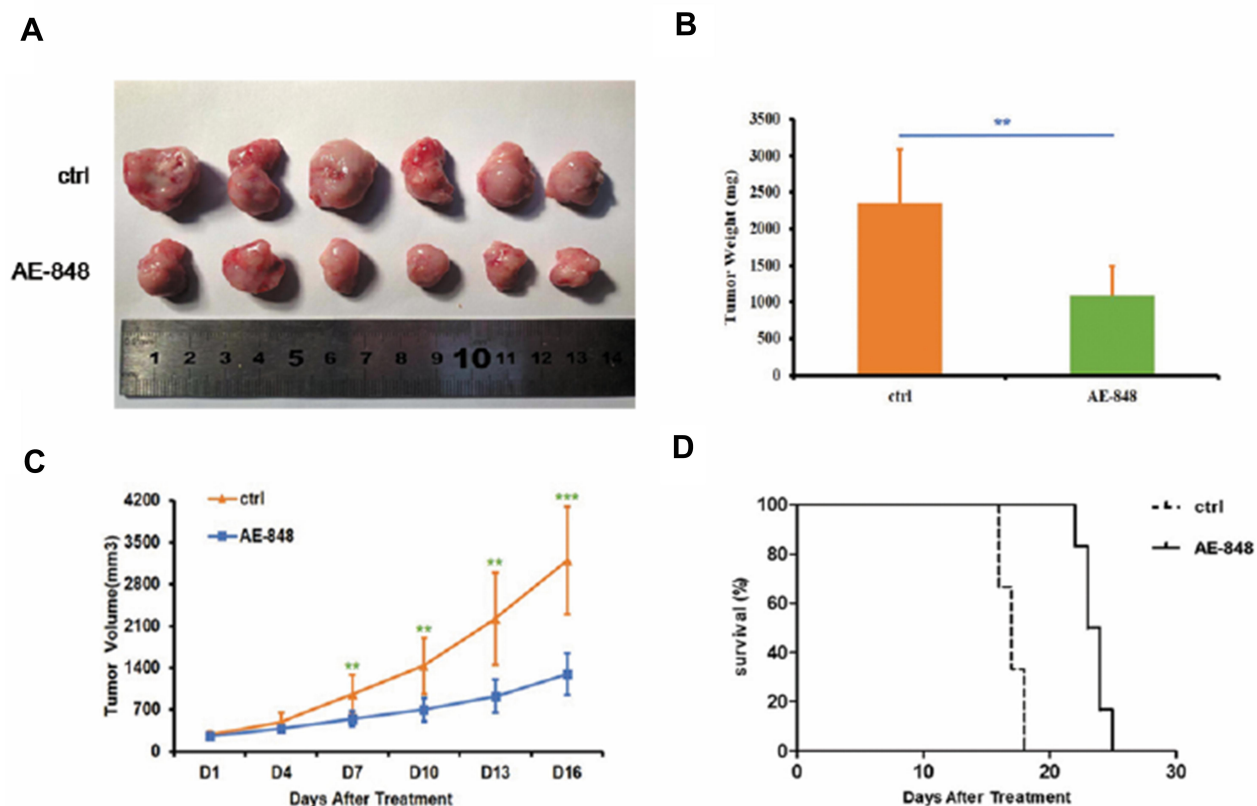 A
ctrl
AE-848
1 2 3 4 5 6 7 8 9 10 11 12 13 14
B
**
Tumor Weight (mg)
3500
3000
2500
2000
1500
1000
500
0
ctrl
AE-848
C
ctrl
AE-848
Tumor Volume(mm3)
4200
3500
2800
2100
1400
700
0
**
**
**
***
D1 D4 D7 D10 D13 D16
Days After Treatment
D
ctrl
AE-848
survival (%)
100
80
60
40
20
0
0 10 20 30
Days After Treatment